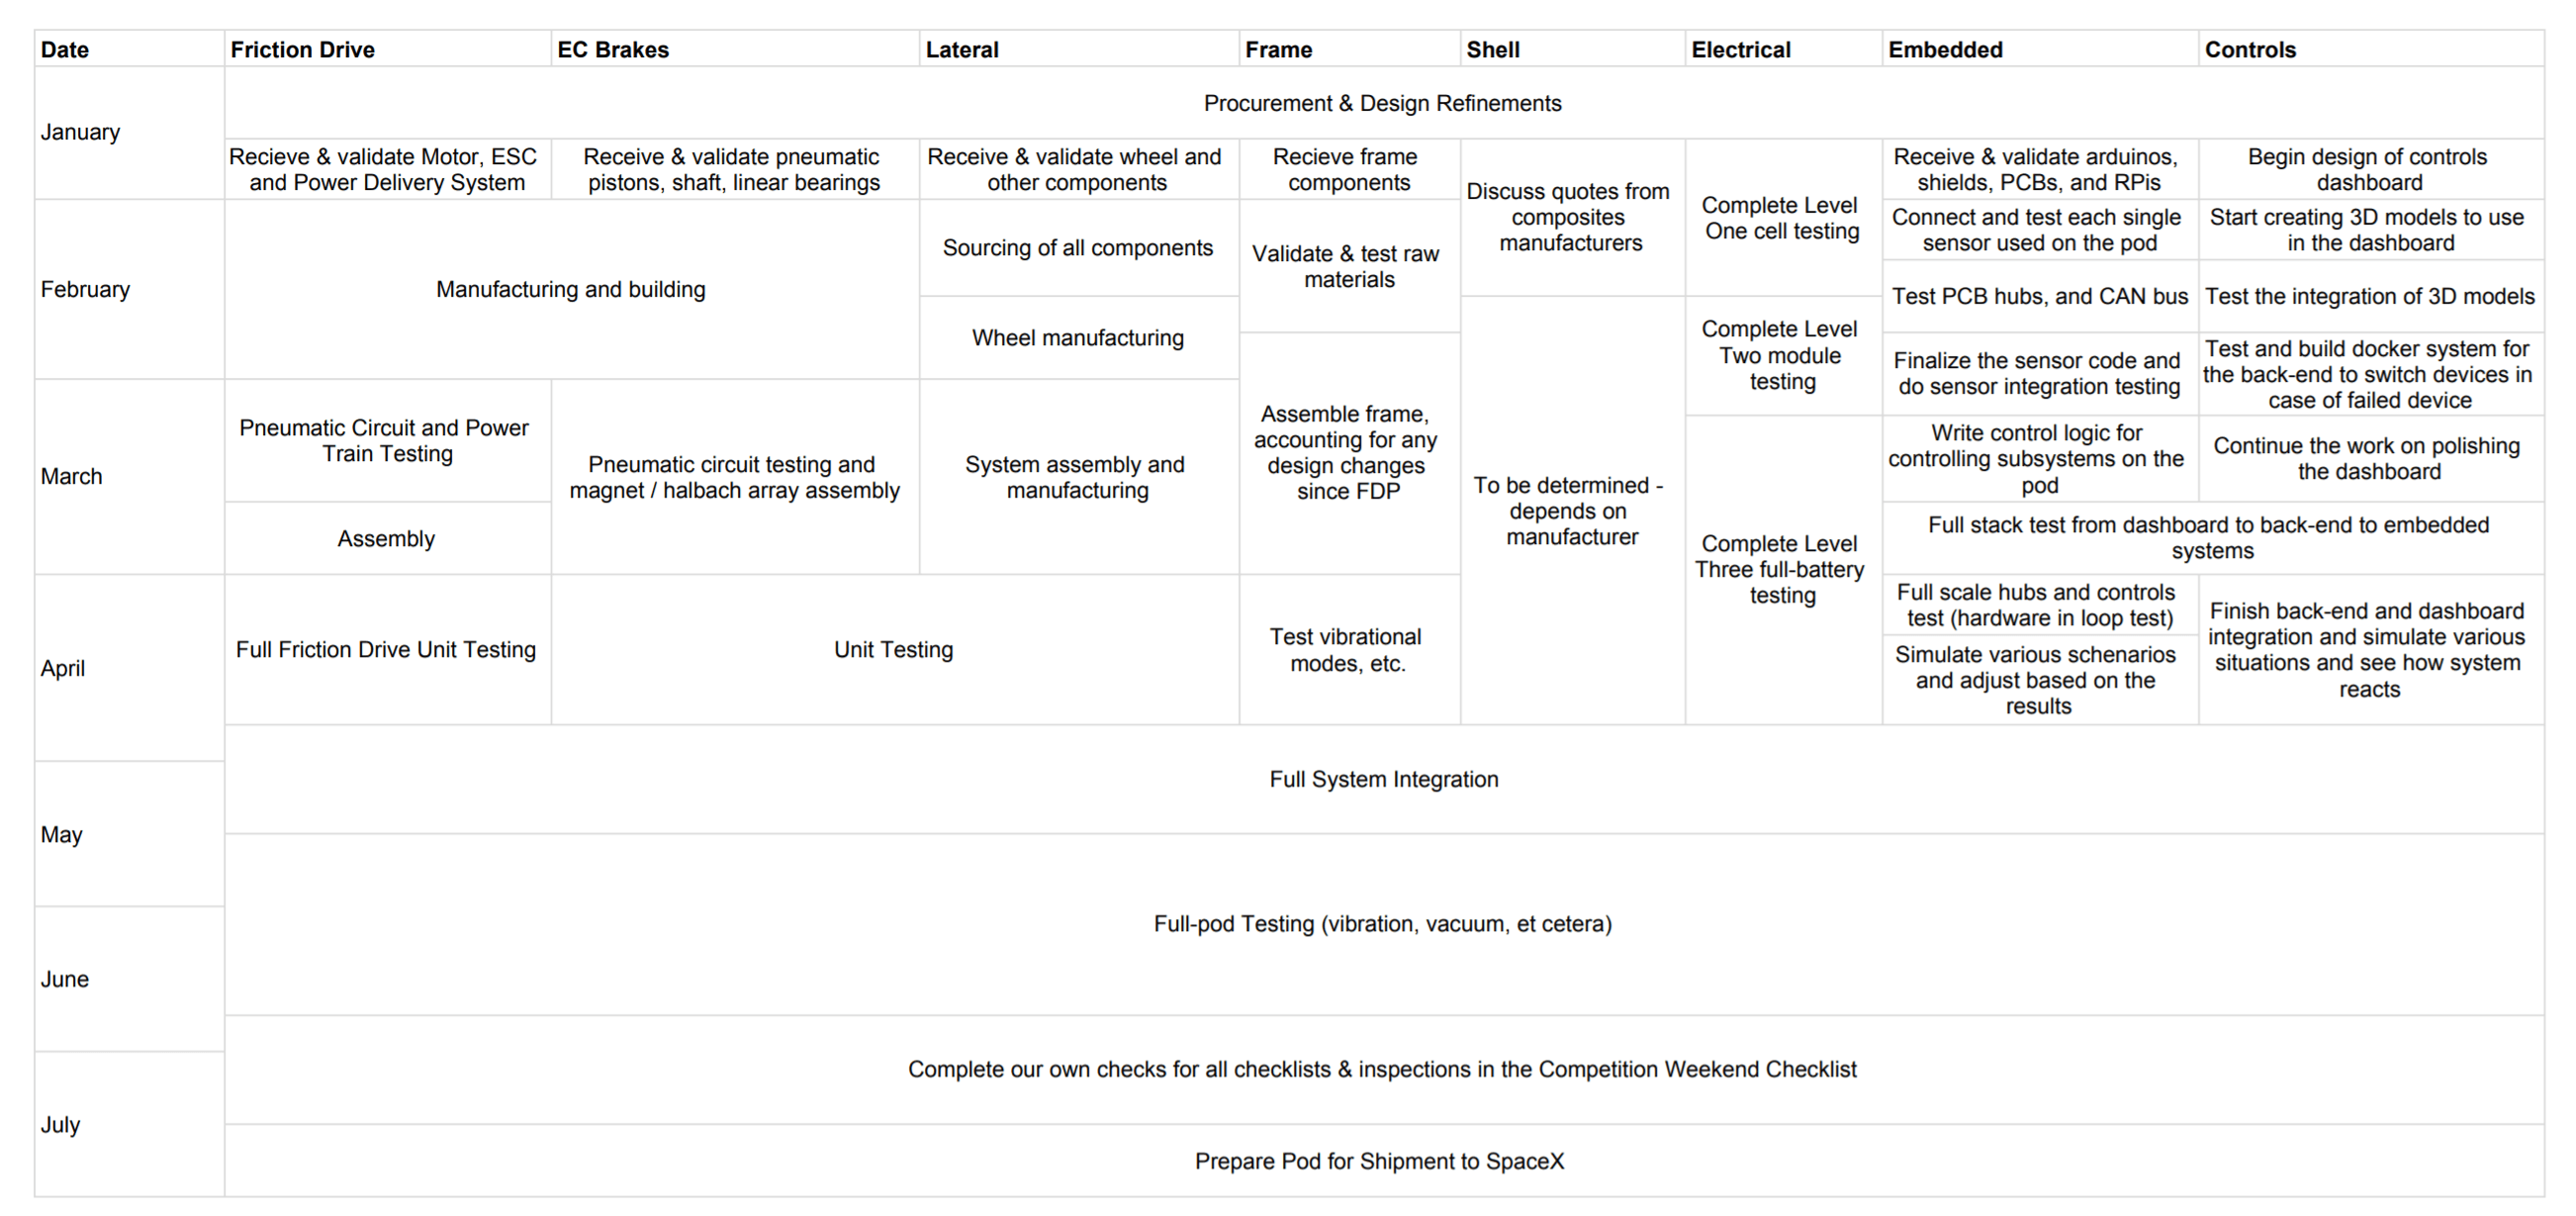 Date Friction Drive EC Brakes Lateral Frame Shell Electrical Embedded Controls
January
Procurement & Design Refinements
Recieve & validate Motor, ESC
and Power Delivery System
Receive & validate pneumatic
pistons, shaft, linear bearings
Receive & validate wheel and
other components
Recieve frame
components
Discuss quotes from
composites
manufacturers
Complete Level
One cell testing
Receive & validate arduinos,
shields, PCBs, and RPis
Begin design of controls
dashboard
February
Manufacturing and building
Sourcing of all components
Validate & test raw
materials
Connect and test each single
sensor used on the pod
Start creating 3D models to use
in the dashboard
Test PCB hubs, and CAN bus
Test the integration of 3D models
Wheel manufacturing
Complete Level
Two module
testing
Finalize the sensor code and
do sensor integration testing
Test and build docker system for
the back-end to switch devices in
case of failed device
March
Pneumatic Circuit and Power
Train Testing
Pneumatic circuit testing and
magnet / halbach array assembly
System assembly and
manufacturing
Assemble frame,
accounting for any
design changes
since FDP
To be determined -
depends on
manufacturer
Complete Level
Three full-battery
testing
Write control logic for
controlling subsystems on the
pod
Continue the work on polishing
the dashboard
Assembly
Full stack test from dashboard to back-end to embedded
systems
April
Full Friction Drive Unit Testing
Unit Testing
Test vibrational
modes, etc.
Full scale hubs and controls
test (hardware in loop test)
Finish back-end and dashboard
integration and simulate various
situations and see how system
reacts
Simulate various schenarios
and adjust based on the
results
Full System Integration
May
Full-pod Testing (vibration, vacuum, et cetera)
June
Complete our own checks for all checklists & inspections in the Competition Weekend Checklist
July
Prepare Pod for Shipment to SpaceX